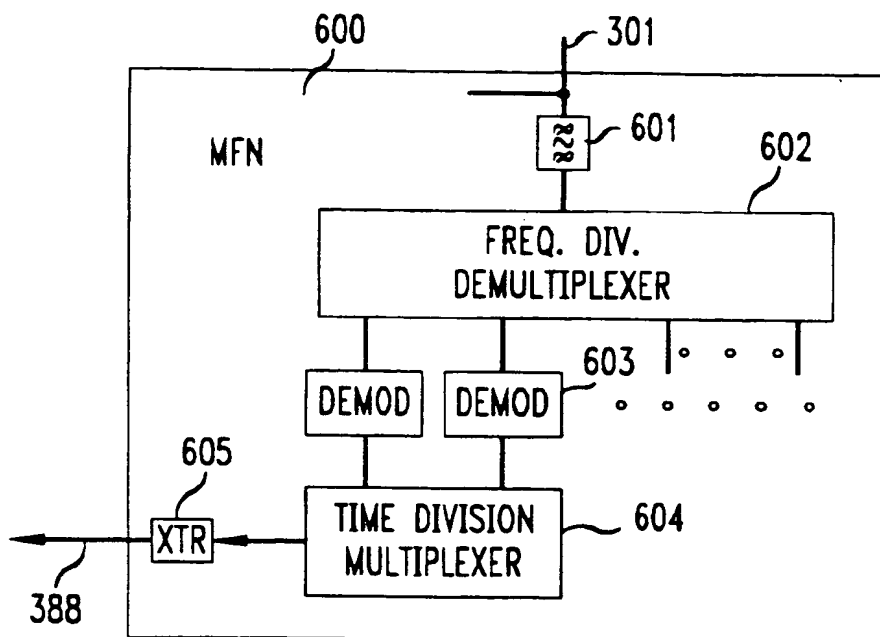 600
301
MFN
601
602
FREQ. DIV.
DEMULTIPLEXER
603
DEMOD
DEMOD
605
XTR
TIME DIVISION
MULTIPLEXER
604
388